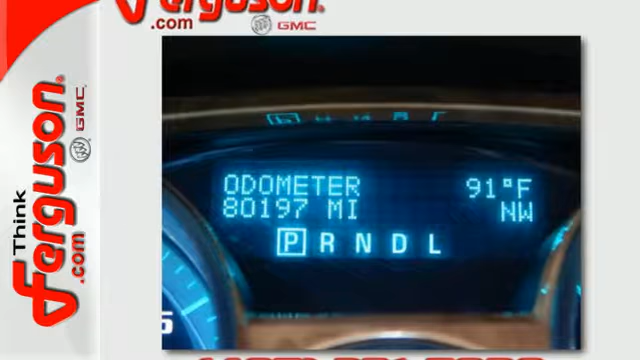 Ferguson.
.com GMC
Think
Ferguson
.com
GMC
ODOMETER 91°F
80197 MI NW
P R N D L